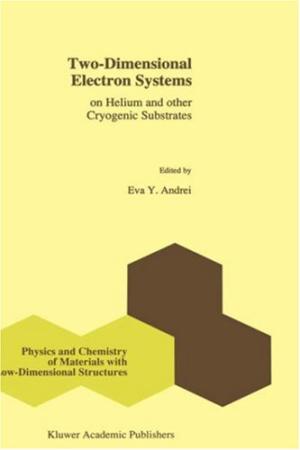 Two-Dimensional
Electron Systems
on Helium and other
Cryogenic Substrates
Edited by
Eva Y. Andrei
Physics and Chemistry
of Materials with
ow-Dimensional Structures
Kluwer Academic Publishers